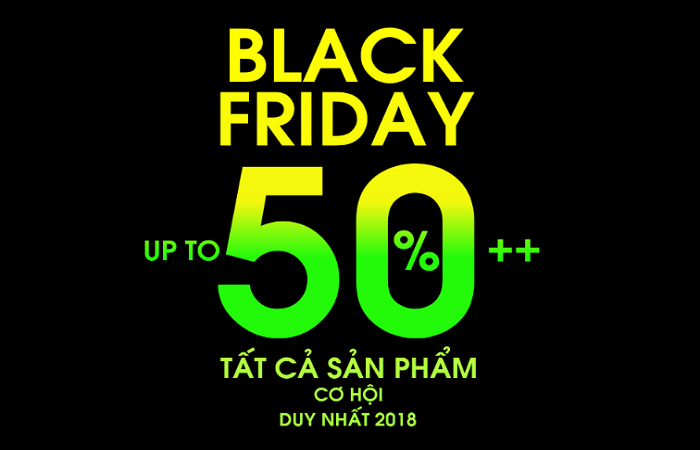 BLACK
FRIDAY
UP TO 50% ++
TẤT CẢ SẢN PHẨM
CƠ HỘI
DUY NHẤT 2018